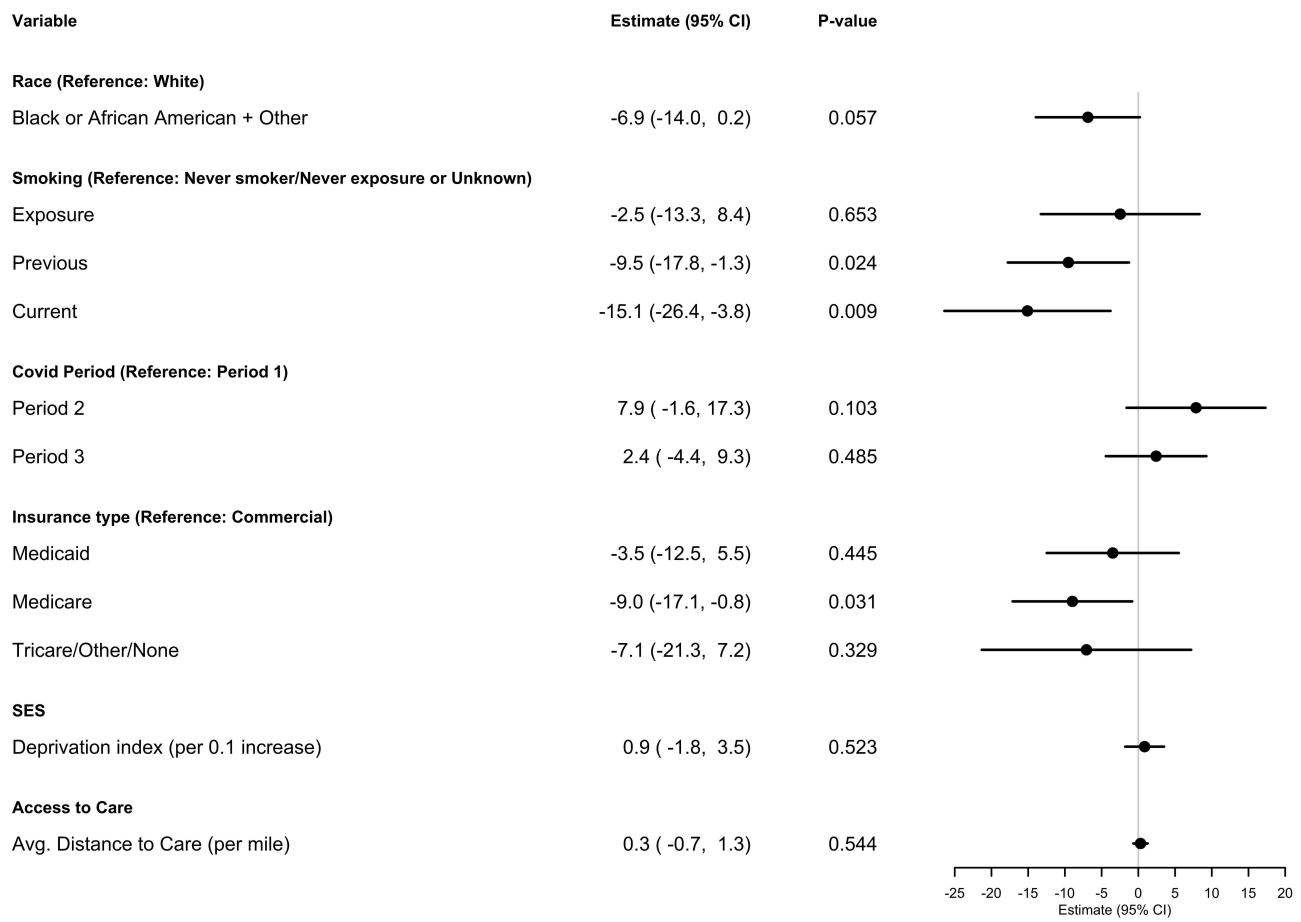 Variable Estimate (95% CI) P-value
Race (Reference: White)
Black or African American + Other -6.9 (-14.0, 0.2) 0.057
Smoking (Reference: Never smoker/Never exposure or Unknown)
Exposure -2.5 (-13.3, 8.4) 0.653
Previous -9.5 (-17.8, -1.3) 0.024
Current -15.1 (-26.4, -3.8) 0.009
Covid Period (Reference: Period 1)
Period 2 7.9 ( -1.6, 17.3) 0.103
Period 3 2.4 ( -4.4, 9.3) 0.485
Insurance type (Reference: Commercial)
Medicaid -3.5 (-12.5, 5.5) 0.445
Medicare -9.0 (-17.1, -0.8) 0.031
Tricare/Other/None -7.1 (-21.3, 7.2) 0.329
SES
Deprivation index (per 0.1 increase) 0.9 ( -1.8, 3.5) 0.523
Access to Care
Avg. Distance to Care (per mile) 0.3 ( -0.7, 1.3) 0.544
-25 -20 -15 -10 -5 0 5 10 15 20
Estimate (95% CI)